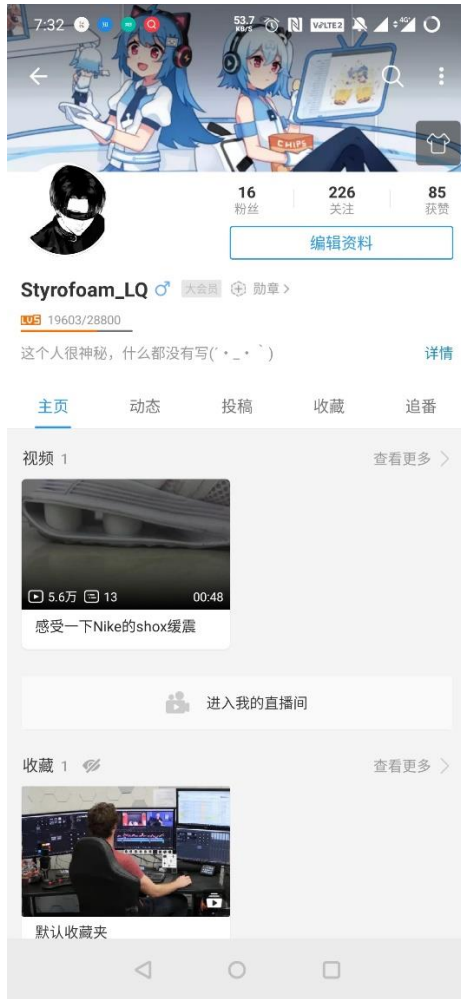 7:32
53.7 KB/S VoLTE2 4G+
CHIPS
16 226 85
粉丝 关注 获赞
编辑资料
Styrofoam_LQ ♂ 大会员 勋章 >
LV5 19603/28800
这个人很神秘，什么都没有写(´・_・｀)
详情
主页 动态 投稿 收藏 追番
视频 1 查看更多 >
5.6万 13 00:48
感受一下Nike的shox缓震
进入我的直播间
收藏 1 查看更多 >
默认收藏夹